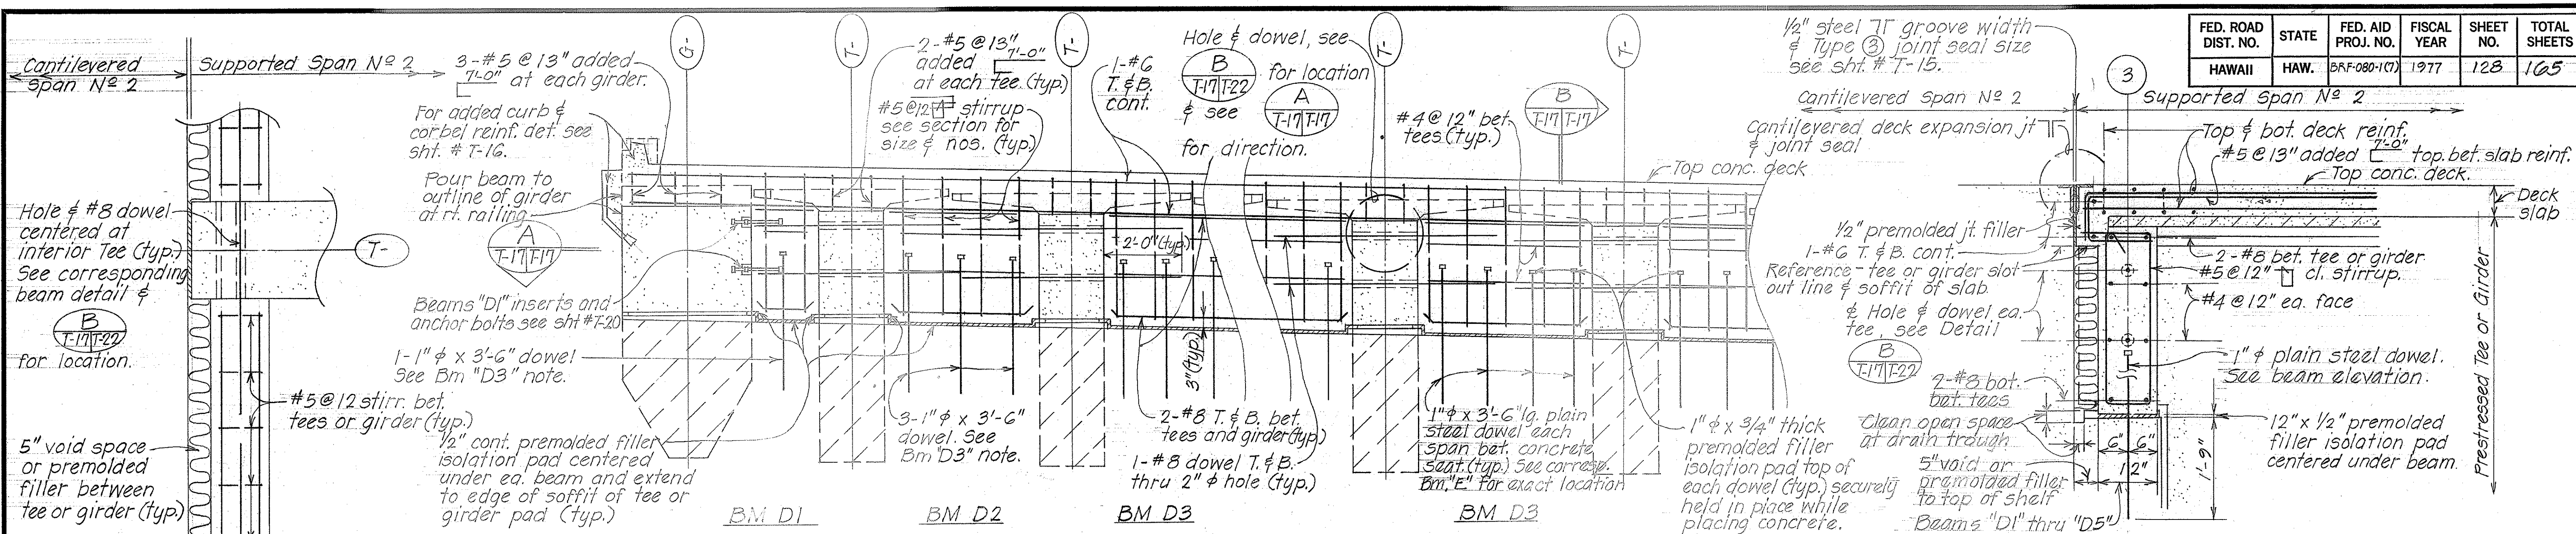 Cantilevered
Span Nº 2
Supported Span Nº 2
Hole & #8 dowel
centered at
interior Tee (typ.)
See corresponding
beam detail &
B
T-17 T-22
for location.
T-
#5@12 stirr. bet.
tees or girder (typ.)
5" void space
or premolded
filler between
tee or girder (typ.)
3-#5 @ 13" added
7'-0" at each girder.
For added curb &
corbel reinf. det. see
sht. # T-16.
Pour beam to
outline of girder
at rt. railing
A
T-17 T-17
Beams "D1" inserts and
anchor bolts see sht #T-20
1-1" φ x 3'-6" dowel
See Bm "D3" note.
1/2" cont. premolded filler
isolation pad centered
under ea. beam and extend
to edge of soffit of tee or
girder pad (typ.)
G-
T-
T-
T-
T-
2-#5 @ 13"
added 7'-0"
at each tee. (typ.)
#5@12 stirrup
see section for
size & nos. (typ.)
1-#6
T. & B.
cont.
Hole & dowel, see
B
T-17 T-22
for location
& see
A
T-17 T-17
for direction.
#4 @ 12" bet.
tees (typ.)
B
T-17 T-17
Top conc. deck
2'-0" (typ.)
3" (typ.)
3-1" φ x 3'-6"
dowel. See
Bm "D3" note.
2-#8 T. & B. bet.
tees and girder (typ.)
1-#8 dowel T. & B.
thru 2" φ hole (typ.)
1" φ x 3'-6" lg. plain
steel dowel each
span bet. concrete
seat. (typ.) See corresp.
Bm. "E" for exact location
1" φ x 3/4" thick
premolded filler
isolation pad top of
each dowel (typ.) securely
held in place while
placing concrete.
BM D1
BM D2
BM D3
BM D3
1/2" steel groove width
& Type 3 joint seal size
see sht. # T-15.
Cantilevered Span Nº 2
3
Supported Span Nº 2
Cantilevered deck expansion jt
& joint seal
Top & bot. deck reinf.
#5 @ 13" added 7'-0" top. bet. slab reinf.
Top conc. deck.
Deck
slab
1/2" premolded jt. filler
1-#6 T. & B. cont.
Reference-tee or girder slot
out line & soffit of slab
& Hole & dowel ea.
tee, see Detail
B
T-17 T-22
2-#8 bet. tee or girder
#5 @ 12" cl. stirrup.
#4 @ 12" ea. face
1" φ plain steel dowel.
See beam elevation.
2-#8 bot.
bet. tees
Clean open space
at drain trough
5" void or
premolded filler
to top of shelf
6" 6"
12"
1'-9"
12" x 1/2" premolded
filler isolation pad
centered under beam.
Prestressed Tee or Girder
Beams "D1" thru "D5"
FED. ROAD DIST. NO. STATE FED. AID PROJ. NO. FISCAL YEAR SHEET NO. TOTAL SHEETS
HAWAII HAW. BRF-080-1(7) 1977 128 165